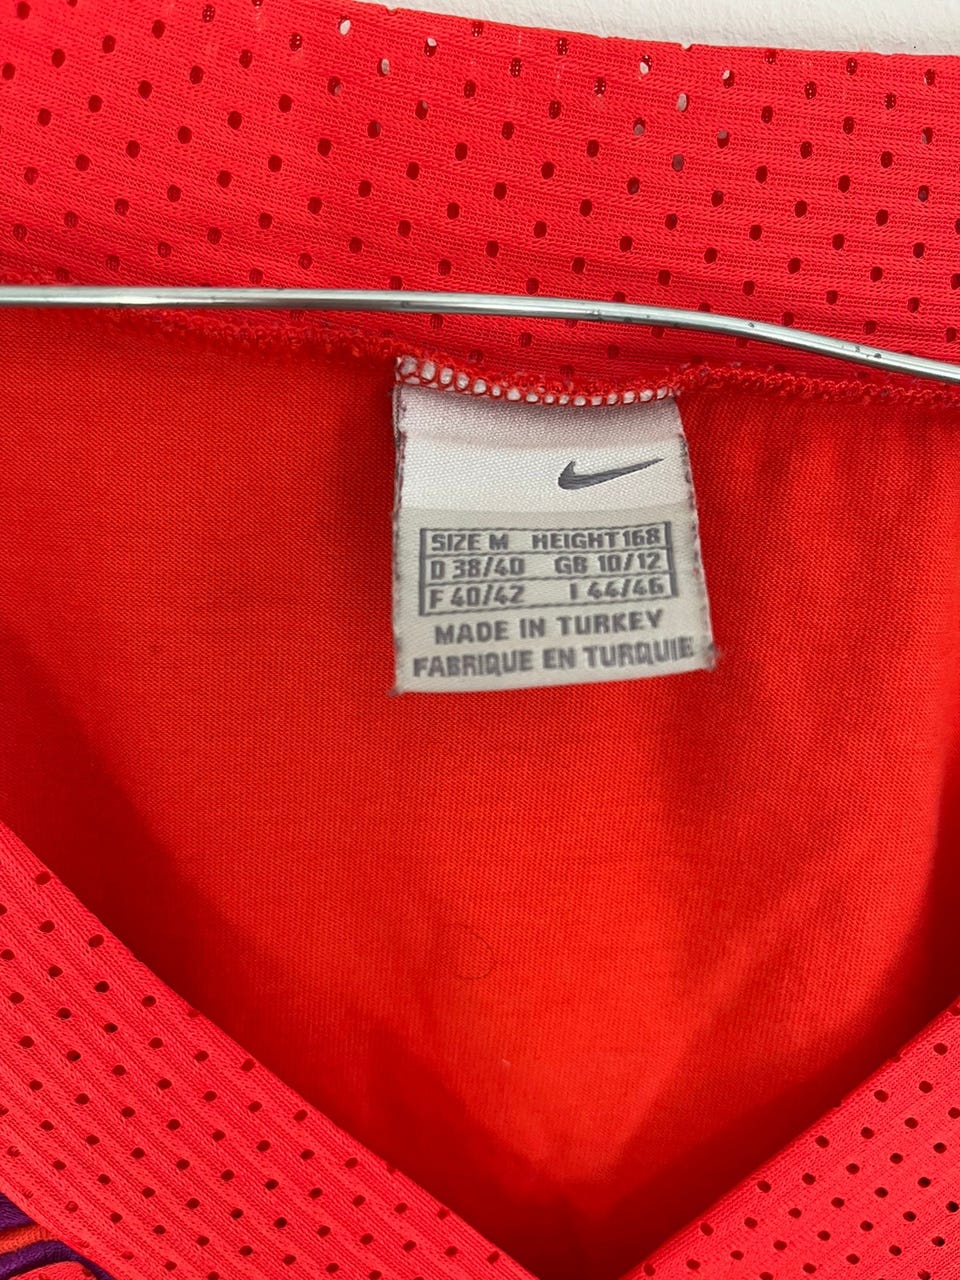 SIZE M HEIGHT 168
D 38/40 GB 10/12
F 40/42 I 44/46
MADE IN TURKEY
FABRIQUE EN TURQUIE